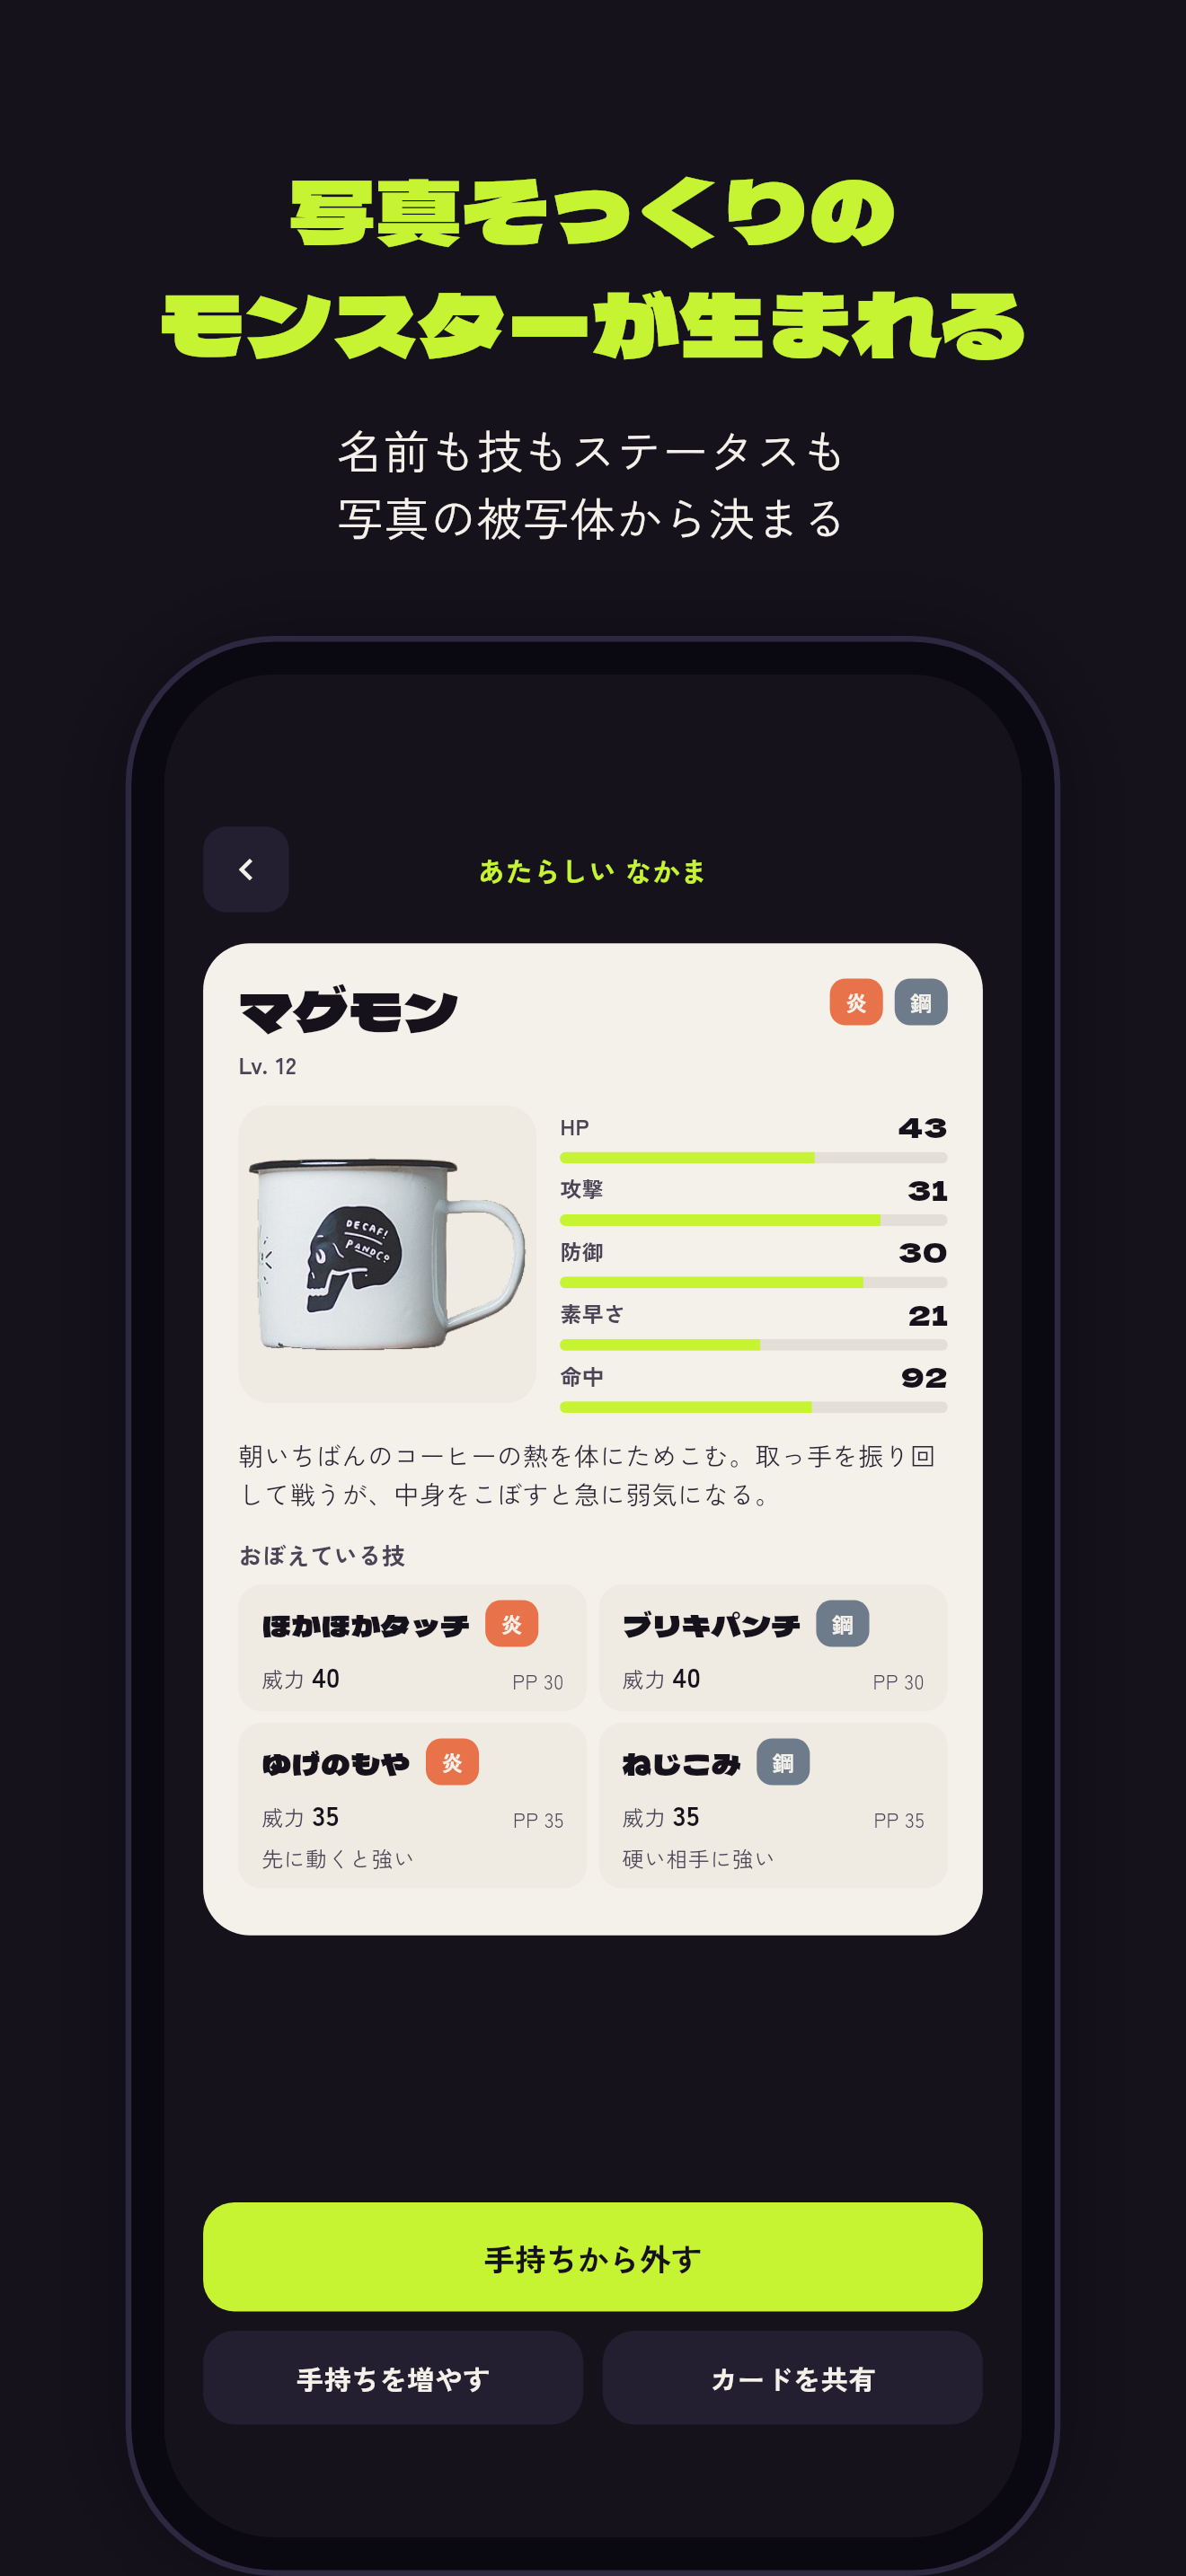 写真そっくりの
モンスターが生まれる
名前も技もステータスも
写真の被写体から決まる
あたらしい なかま
マグモン
炎 鋼
Lv. 12
DECAF!
PANDCO
HP 43
攻撃 31
防御 30
素早さ 21
命中 92
朝いちばんのコーヒーの熱を体にためこむ。取っ手を振り回
して戦うが、中身をこぼすと急に弱気になる。
おぼえている技
ほかほかタッチ 炎
威力 40 PP 30
ブリキパンチ 鋼
威力 40 PP 30
ゆげのもや 炎
威力 35 PP 35
先に動くと強い
ねじこみ 鋼
威力 35 PP 35
硬い相手に強い
手持ちから外す
手持ちを増やす
カードを共有